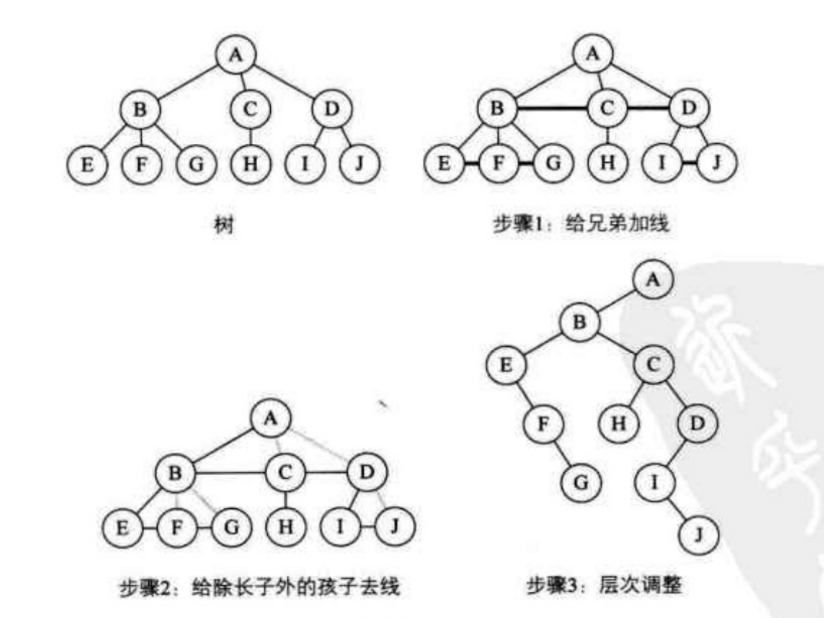 A
B C D
E F G H I J
树
A
B C D
E F G H I J
步骤1：给兄弟加线
A
B C D
E F G H I J
步骤2：给除长子外的孩子去线
A
B
E C
F H D
G I
J
步骤3：层次调整